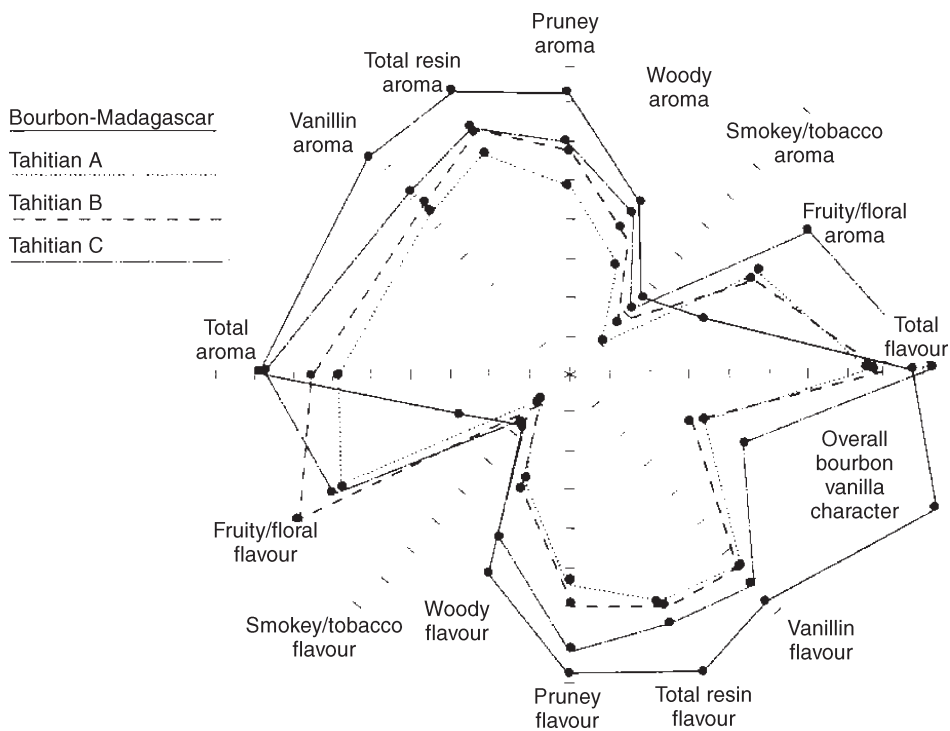 Pruney
aroma
Total resin
aroma
Woody
aroma
Bourbon-Madagascar
Vanillin
aroma
Smokey/tobacco
aroma
Tahitian A
Tahitian B
Fruity/floral
aroma
Tahitian C
Total
aroma
Total
flavour
Overall
bourbon
vanilla
character
Fruity/floral
flavour
Smokey/tobacco
flavour
Woody
flavour
Vanillin
flavour
Pruney
flavour
Total resin
flavour